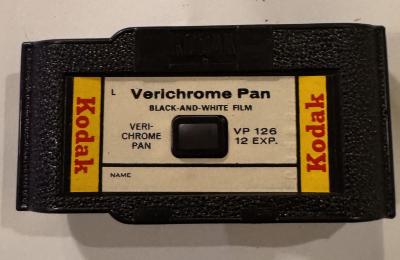 L Verichrome Pan
BLACK-AND-WHITE FILM
VERI-
CHROME
PAN
VP 126
12 EXP.
NAME
Kodak
Kodak